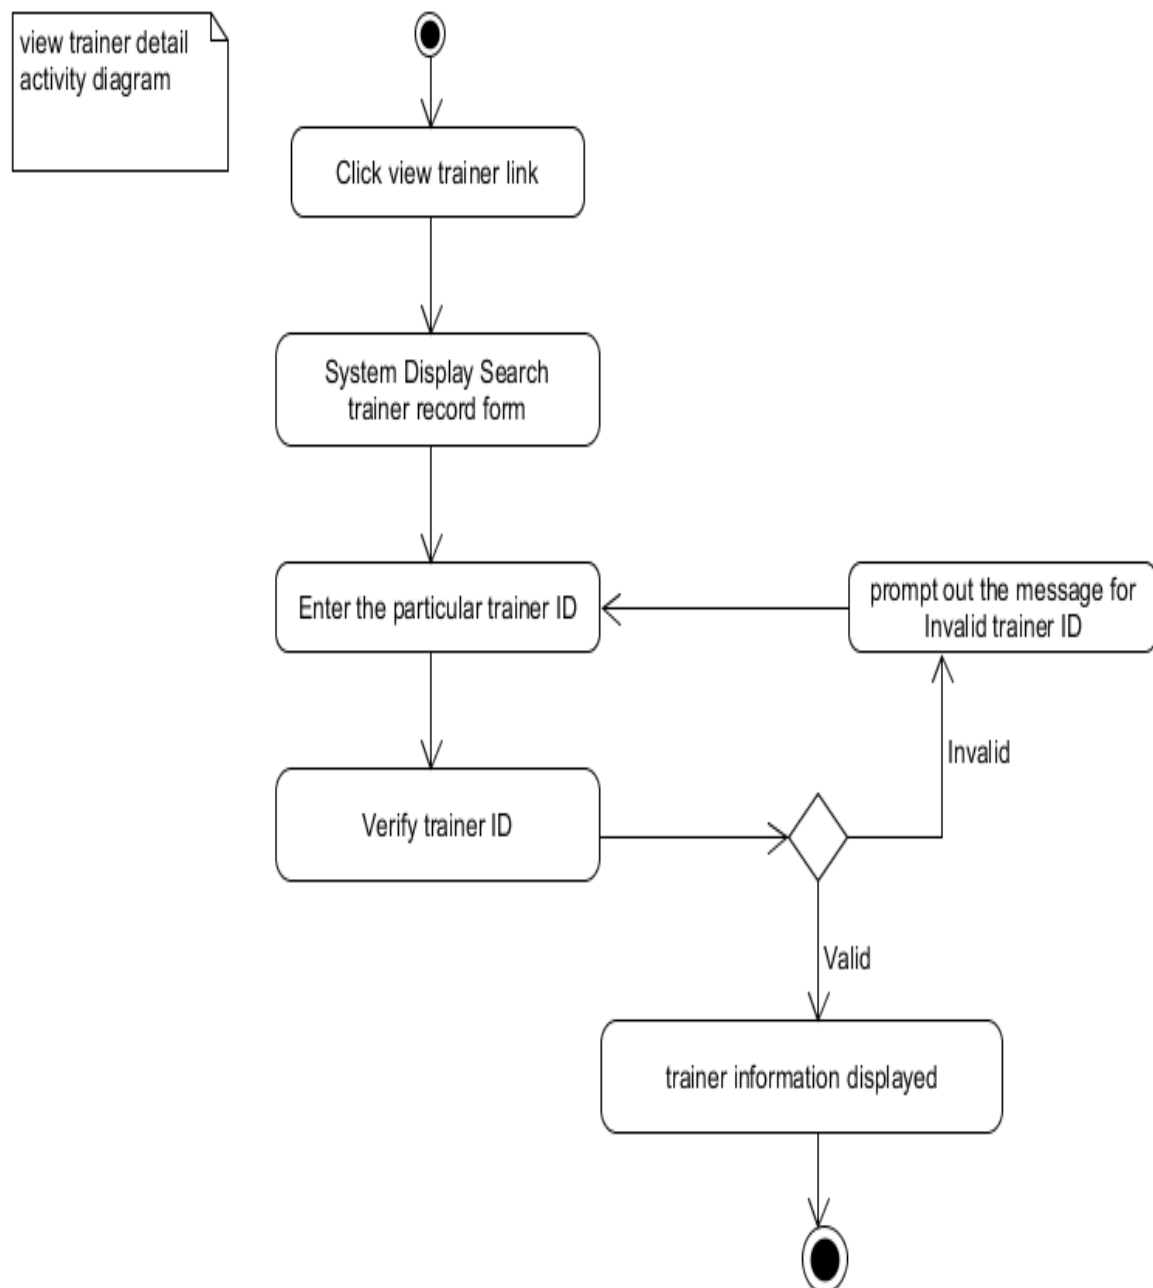 view trainer detail
activity diagram
Click view trainer link
System Display Search
trainer record form
Enter the particular trainer ID
prompt out the message for
Invalid trainer ID
Invalid
Verify trainer ID
Valid
trainer information displayed